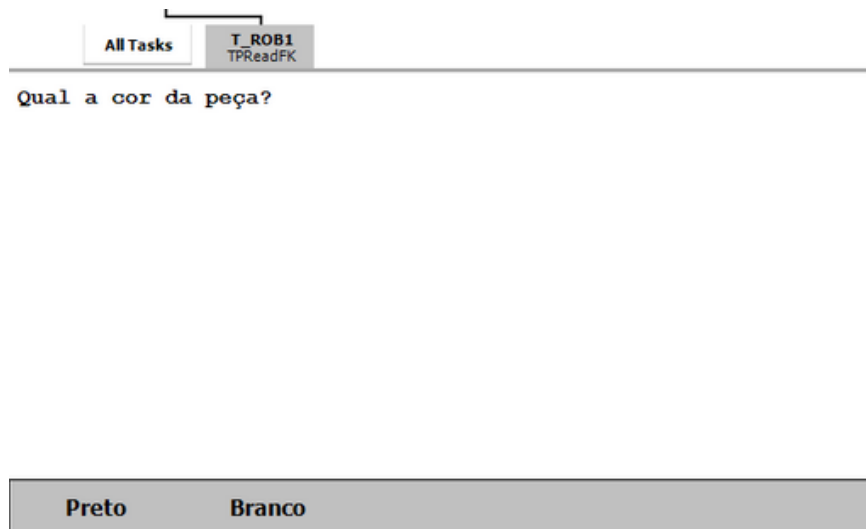 All Tasks
T_ROB1
TPReadFK
Qual a cor da peça?
Preto Branco